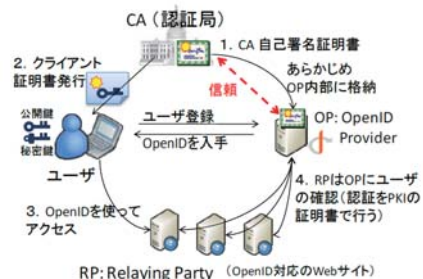 CA (認証局)
1. CA 自己署名証明書
2. クライアント
証明書発行
あらかじめ
OP内部に格納
信頼
公開鍵
秘密鍵
ユーザ登録
OpenIDを入手
OP: OpenID
Provider
ユーザ
3. OpenIDを使って
アクセス
4. RPはOPにユーザ
の確認(認証をPKIの
証明書で行う)
RP: Relaying Party (OpenID対応のWebサイト)